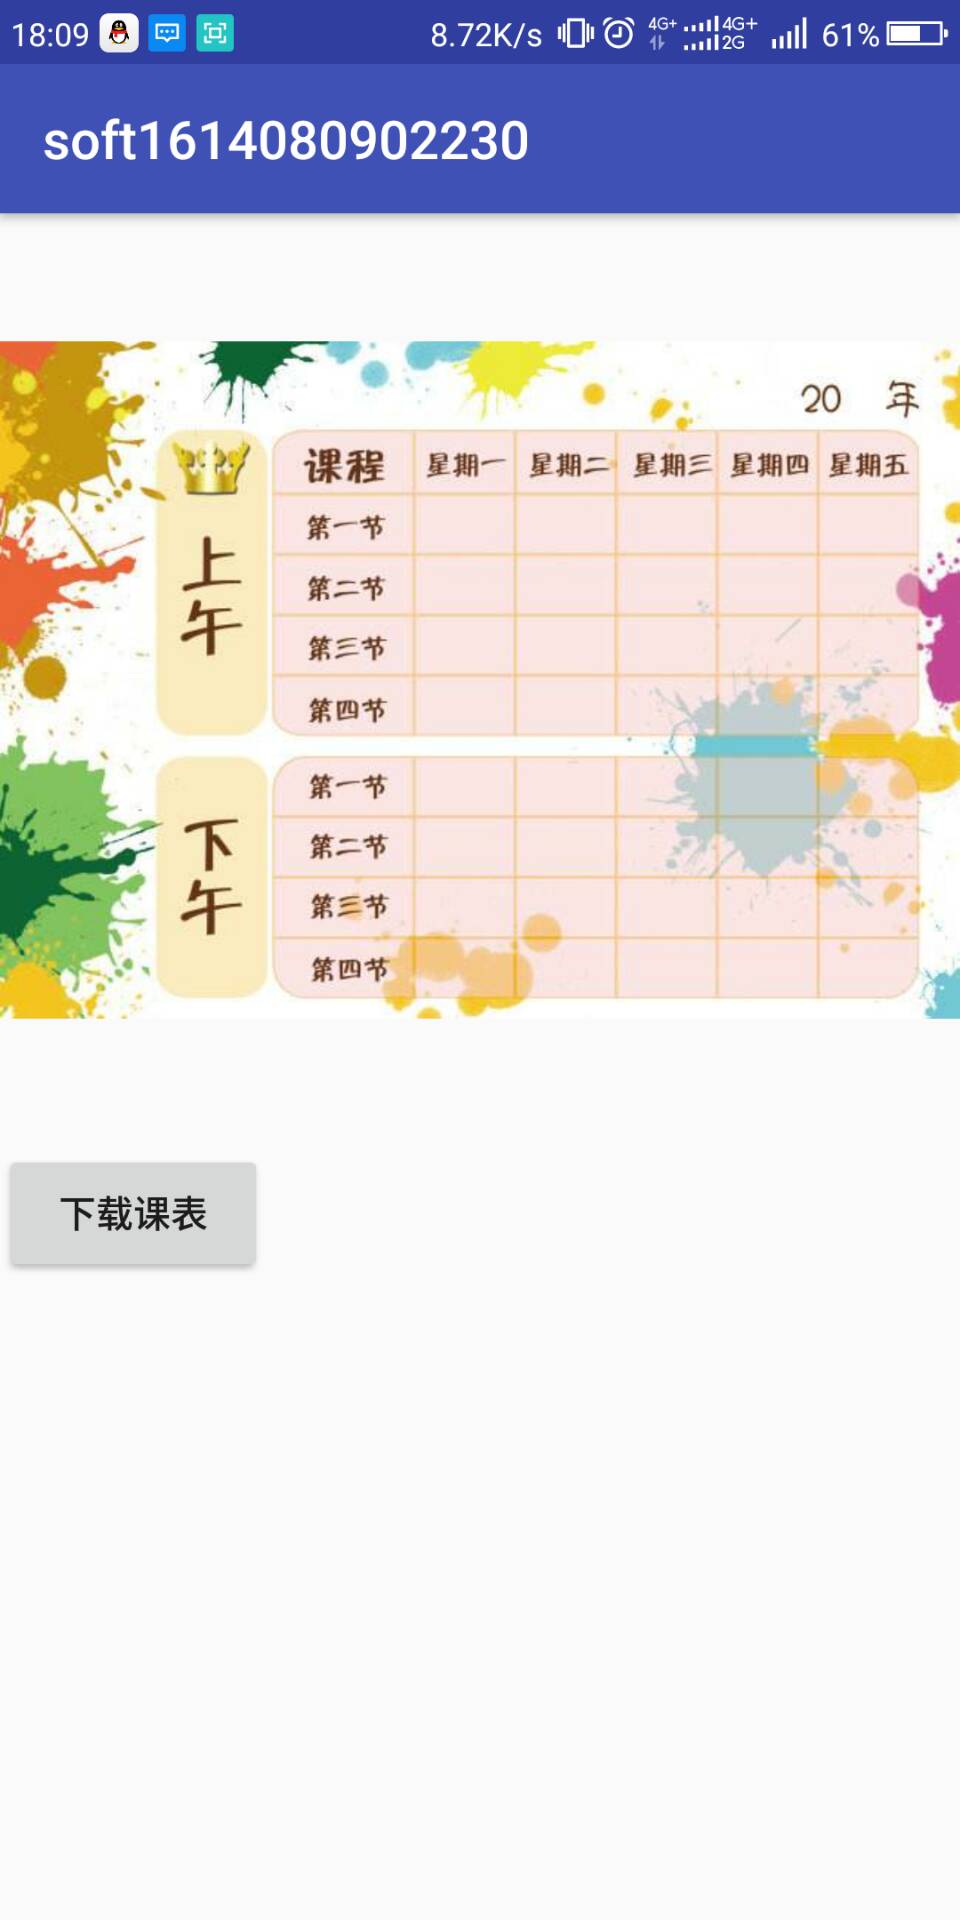 18:09 8.72K/s 4G+ 4G+ 2G 61%
soft1614080902230
20 年
上午
课程 星期一 星期二 星期三 星期四 星期五
第一节
第二节
第三节
第四节
下午
第一节
第二节
第三节
第四节
下载课表